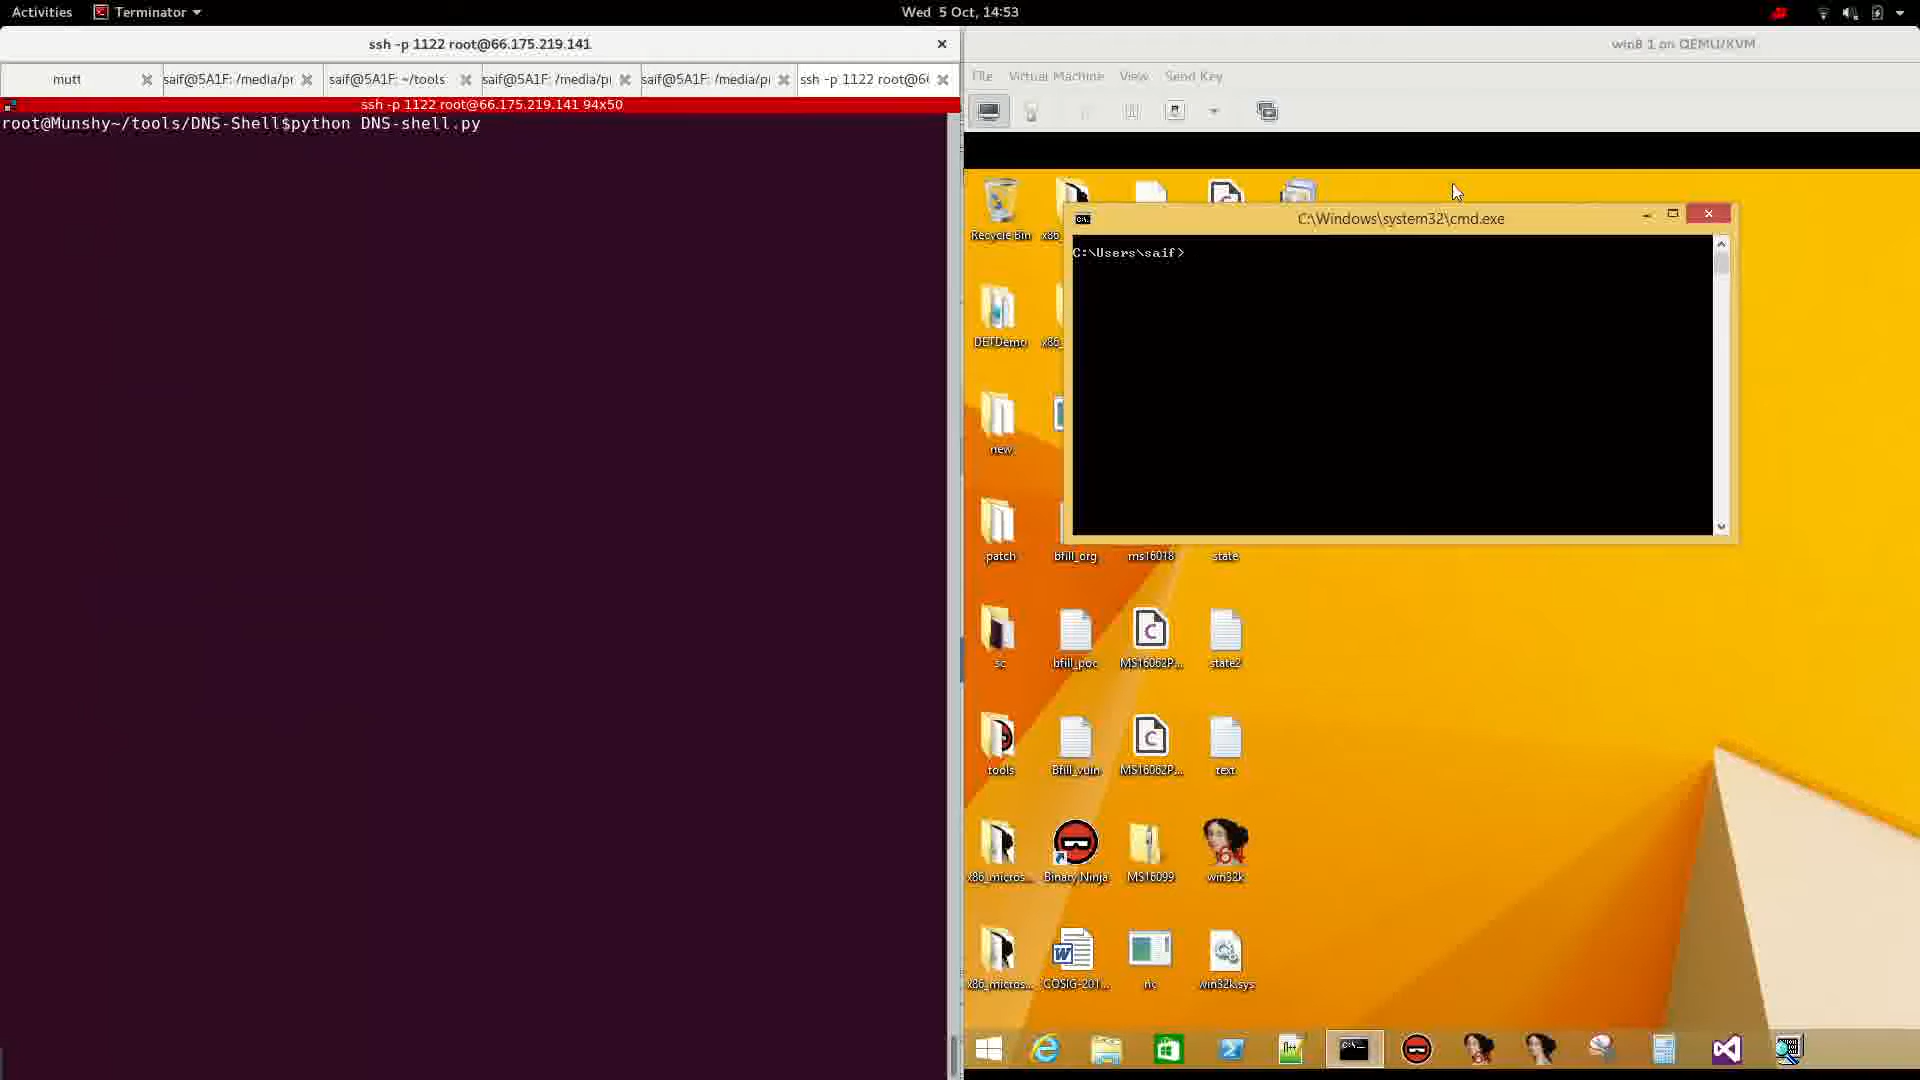 Activities Terminator Wed 5 Oct, 14:53
ssh -p 1122 root@66.175.219.141
mutt saif@5A1F: /media/pr saif@5A1F: ~/tools saif@5A1F: /media/pr saif@5A1F: /media/pr ssh -p 1122 root@66
ssh -p 1122 root@66.175.219.141 94x50
root@Munshy~/tools/DNS-Shell$python DNS-shell.py
win8 1 on QEMU/KVM
File Virtual Machine View Send Key
C:\Windows\system32\cmd.exe
C:\Users\saif>
Recycle Bin x86_
DETDemo x86_
new
patch bfill_org ms16018 state
sc bfill_poc MS16062P... state2
tools Bfill_vuln MS16062P... text
x86_micros... Binary Ninja MS16099 win32k
x86_micros... COSIG-201... nc win32k.sys